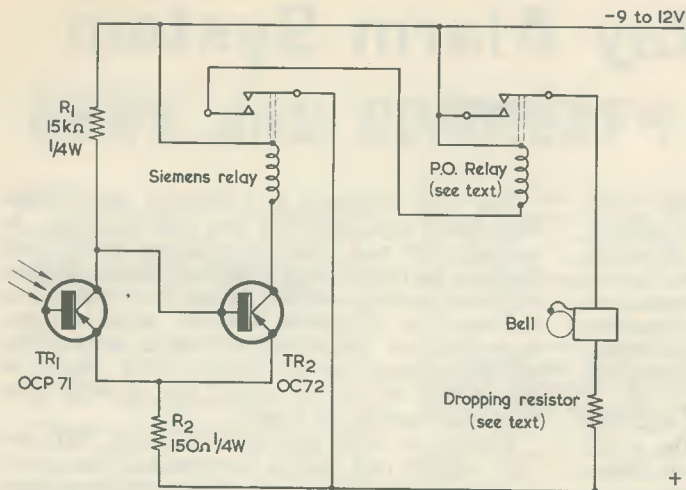 -9 to 12V
R1
15kΩ
1/4W
Siemens relay
P.O. Relay
(see text)
TR1
OCP 71
TR2
OC72
Bell
R2
150Ω 1/4W
Dropping resistor
(see text)
+